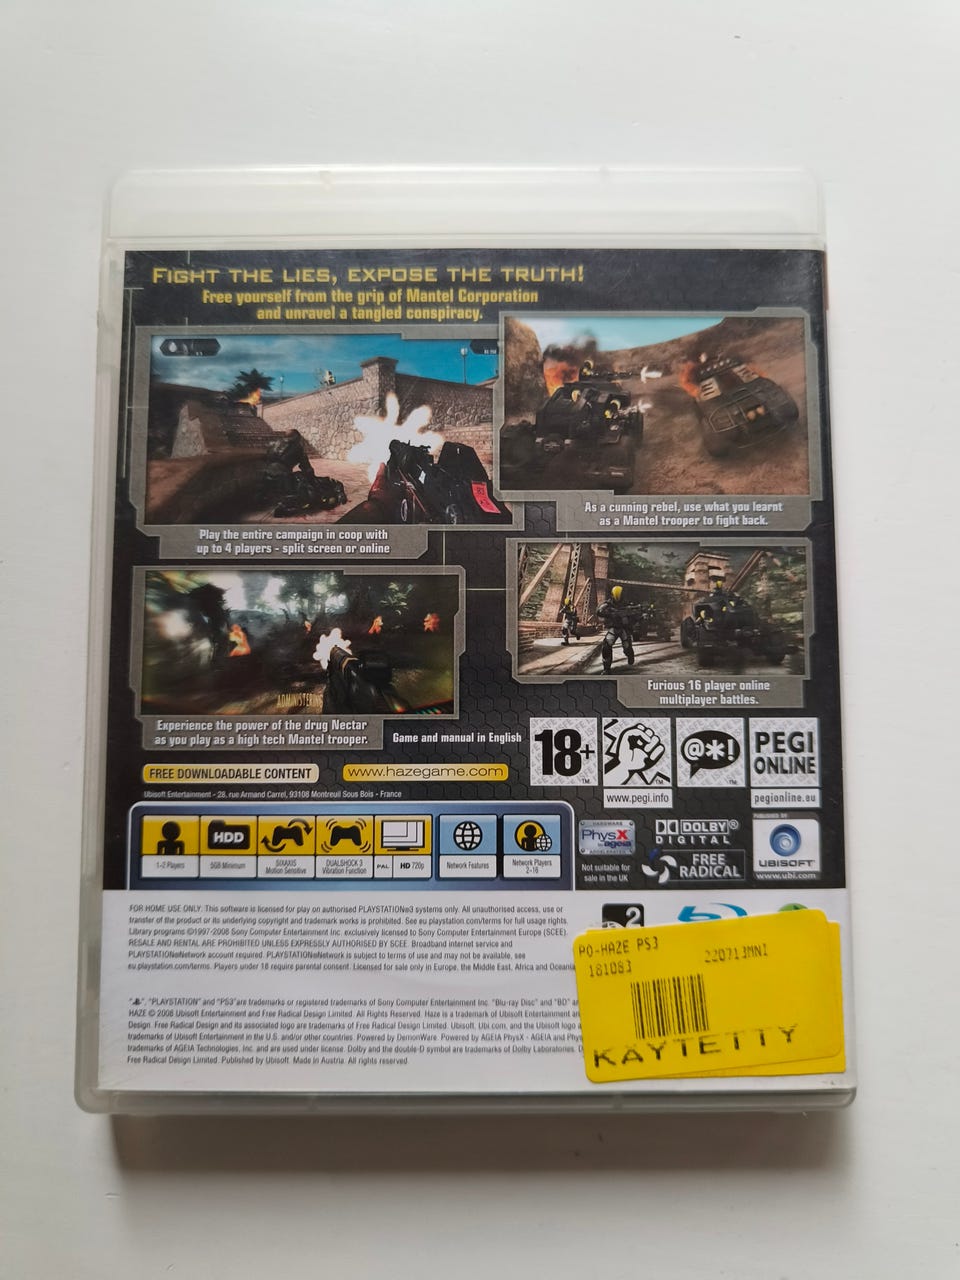 FIGHT THE LIES, EXPOSE THE TRUTH!
Free yourself from the grip of Mantel Corporation
and unravel a tangled conspiracy.
As a cunning rebel, use what you learnt
as a Mantel trooper to fight back.
Play the entire campaign in coop with
up to 4 players - split screen or online
ADMINISTERING
Furious 16 player online
multiplayer battles.
Experience the power of the drug Nectar
as you play as a high tech Mantel trooper.
Game and manual in English
18+
@*!
PEGI
ONLINE
www.pegi.info
pegionline.eu
FREE DOWNLOADABLE CONTENT
www.hazegame.com
Ubisoft Entertainment - 28, rue Armand Carrel, 93108 Montreuil Sous Bois - France
HDD
1-2 Players
5GB Minimum
SIXAXIS
Motion Sensitive
DUALSHOCK 3
Vibration Function
PAL
HD 720p
Network Features
Network Players
2-16
HARDWARE
PhysX
by ageia
ACCELERATED
Not suitable for
sale in the UK
DOLBY®
DIGITAL
FREE
RADICAL
PUBLISHED BY
UBISOFT
www.ubi.com
FOR HOME USE ONLY. This software is licensed for play on authorised PLAYSTATION®3 systems only. All unauthorised access, use or
transfer of the product or its underlying copyright and trademark works is prohibited. See eu.playstation.com/terms for full usage rights.
Library programs ©1997-2008 Sony Computer Entertainment Inc. exclusively licensed to Sony Computer Entertainment Europe (SCEE).
RESALE AND RENTAL ARE PROHIBITED UNLESS EXPRESSLY AUTHORISED BY SCEE. Broadband internet service and
PLAYSTATION®Network account required. PLAYSTATION®Network is subject to terms of use and may not be available, see
eu.playstation.com/terms. Players under 18 require parental consent. Licensed for sale only in Europe, the Middle East, Africa and Oceania
2
", "PLAYSTATION" and "PS3" are trademarks or registered trademarks of Sony Computer Entertainment Inc. "Blu-ray Disc" and "BD"
HAZE © 2008 Ubisoft Entertainment and Free Radical Design Limited. All Rights Reserved. Haze is a trademark of Ubisoft Entertainment
Design. Free Radical Design and its associated logo are trademarks of Free Radical Design Limited. Ubisoft, Ubi.com, and the Ubisoft logo
trademarks of Ubisoft Entertainment in the U.S. and/or other countries. Powered by DemonWare. Powered by AGEIA PhysX - AGEIA and
trademarks of AGEIA Technologies, Inc. and are used under license. Dolby and the double-D symbol are trademarks of Dolby Laboratories.
Free Radical Design Limited. Published by Ubisoft. Made in Austria. All rights reserved.
PO-HAZE PS3
181083
220713MNI
KAYTETTY